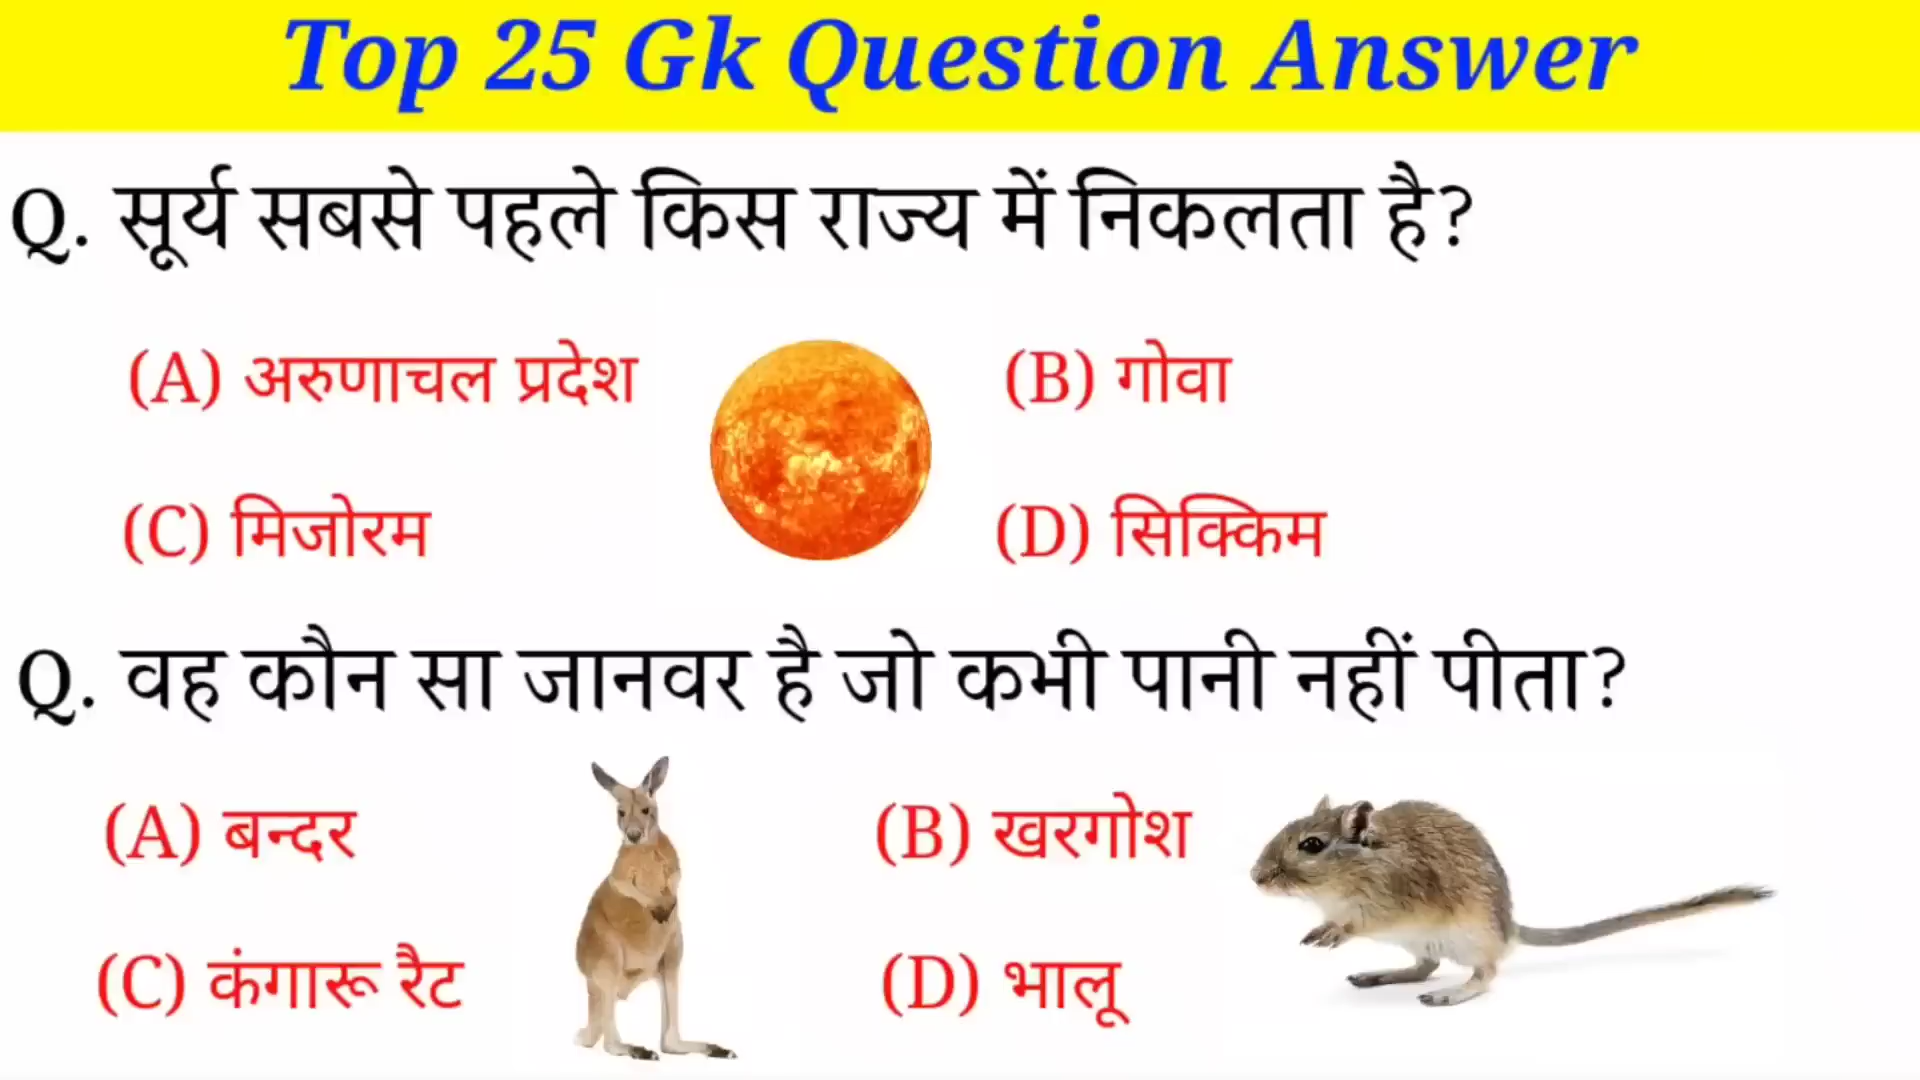 Top 25 Gk Question Answer
Q. सूर्य सबसे पहले किस राज्य में निकलता है?
(A) अरुणाचल प्रदेश (B) गोवा
(C) मिजोरम (D) सिक्किम
Q. वह कौन सा जानवर है जो कभी पानी नहीं पीता?
(A) बन्दर (B) खरगोश
(C) कंगारू रैट (D) भालू